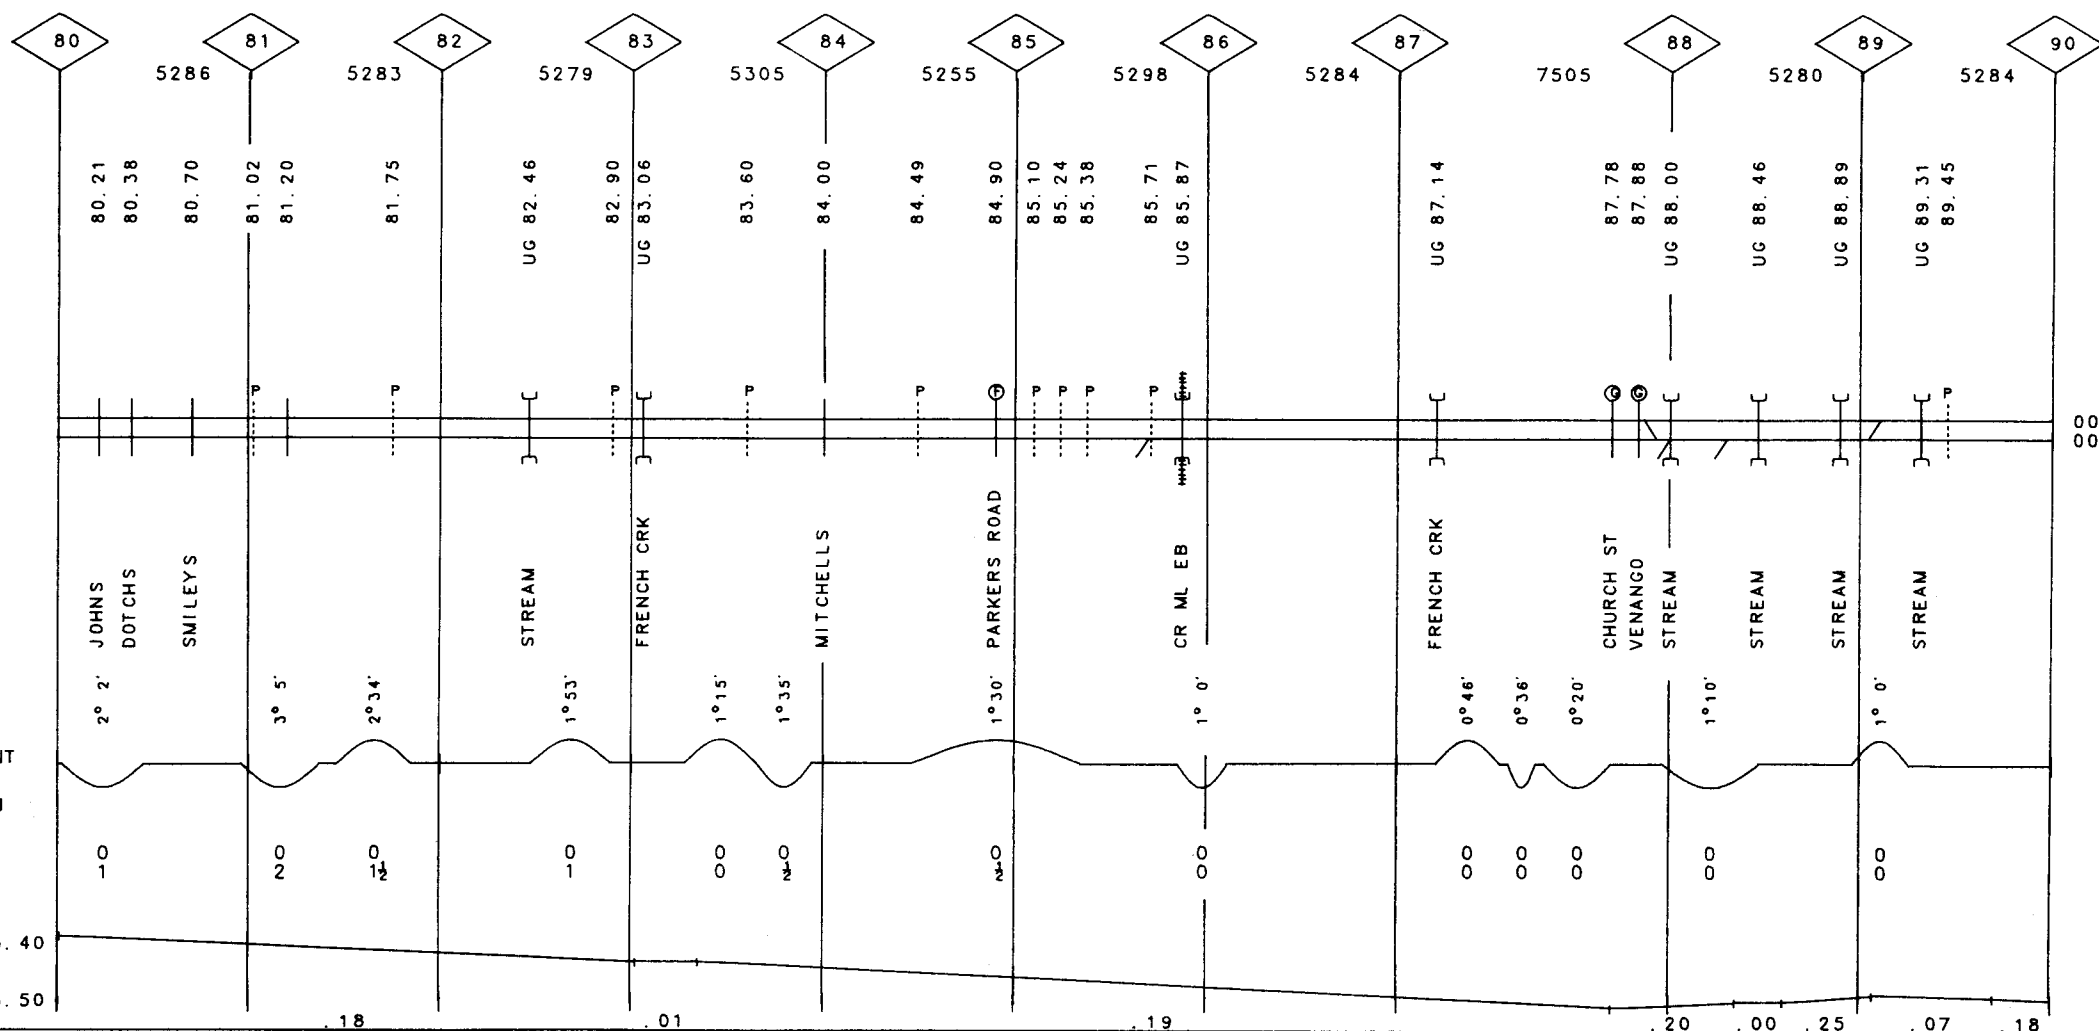 80 81 82 83 84 85 86 87 88 89 90
5286 5283 5279 5305 5255 5298 5284 7505 5280 5284
80.21 80.38 80.70 81.02 81.20 81.75 UG 82.46 82.90 UG 83.06 83.60 84.00 84.49 84.90 85.10 85.24 85.38 85.71 UG 85.87 UG 87.14 87.78 87.88 UG 88.00 UG 88.46 UG 88.89 UG 89.31 89.45
P P P P P P P P P P G G P
00
00
JOHNS DOTCHS SMILEYS STREAM FRENCH CRK MITCHELLS PARKERS ROAD CR ML EB FRENCH CRK CHURCH ST VENANGO STREAM STREAM STREAM STREAM
2° 2' 3° 5' 2°34' 1°53' 1°15' 1°35' 1°30' 1° 0' 0°46' 0°36' 0°20' 1°10' 1° 0'
0 0 0 0 0 0 0 0 0 0 0 0 0
1 2 1½ 1 0 ½ ½ 0 0 0 0 0 0
.40
.50
.18 .01 .19 .20 .00 .25 .07 .18